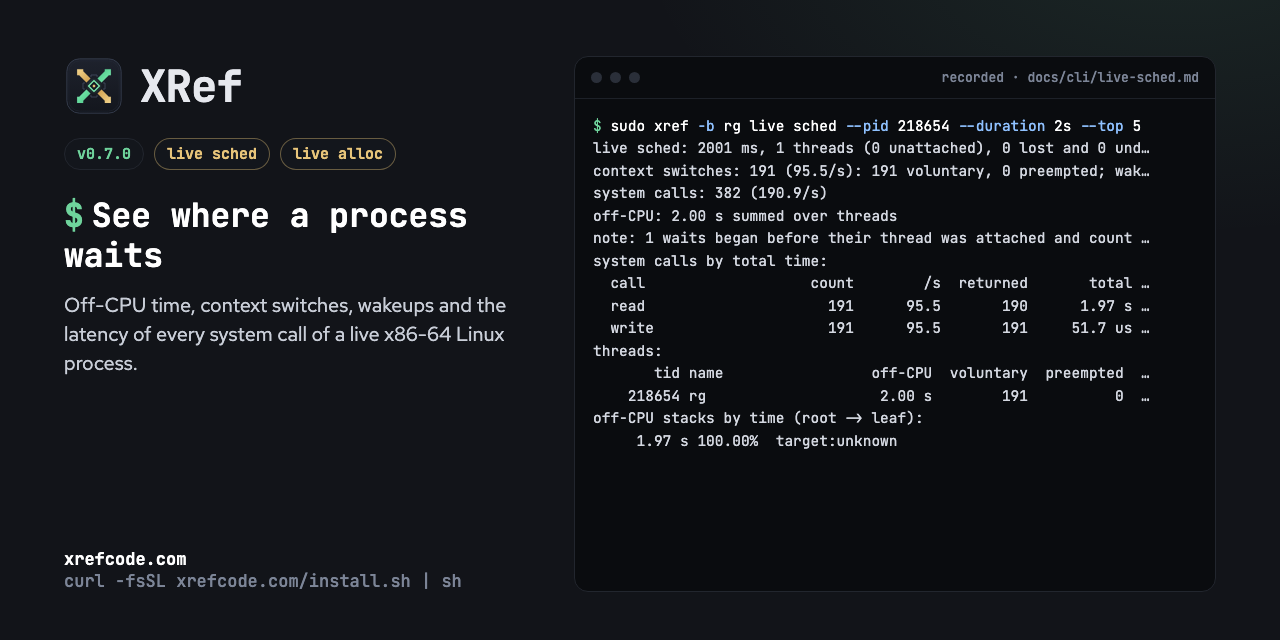 XRef
v0.7.0 live sched live alloc
$ See where a process
waits
Off-CPU time, context switches, wakeups and the
latency of every system call of a live x86-64 Linux
process.
xrefcode.com
curl -fsSL xrefcode.com/install.sh | sh
recorded · docs/cli/live-sched.md
$ sudo xref -b rg live sched --pid 218654 --duration 2s --top 5
live sched: 2001 ms, 1 threads (0 unattached), 0 lost and 0 und…
context switches: 191 (95.5/s): 191 voluntary, 0 preempted; wak…
system calls: 382 (190.9/s)
off-CPU: 2.00 s summed over threads
note: 1 waits began before their thread was attached and count …
system calls by total time:
call count /s returned total …
read 191 95.5 190 1.97 s …
write 191 95.5 191 51.7 us …
threads:
tid name off-CPU voluntary preempted …
218654 rg 2.00 s 191 0 …
off-CPU stacks by time (root -> leaf):
1.97 s 100.00% target:unknown